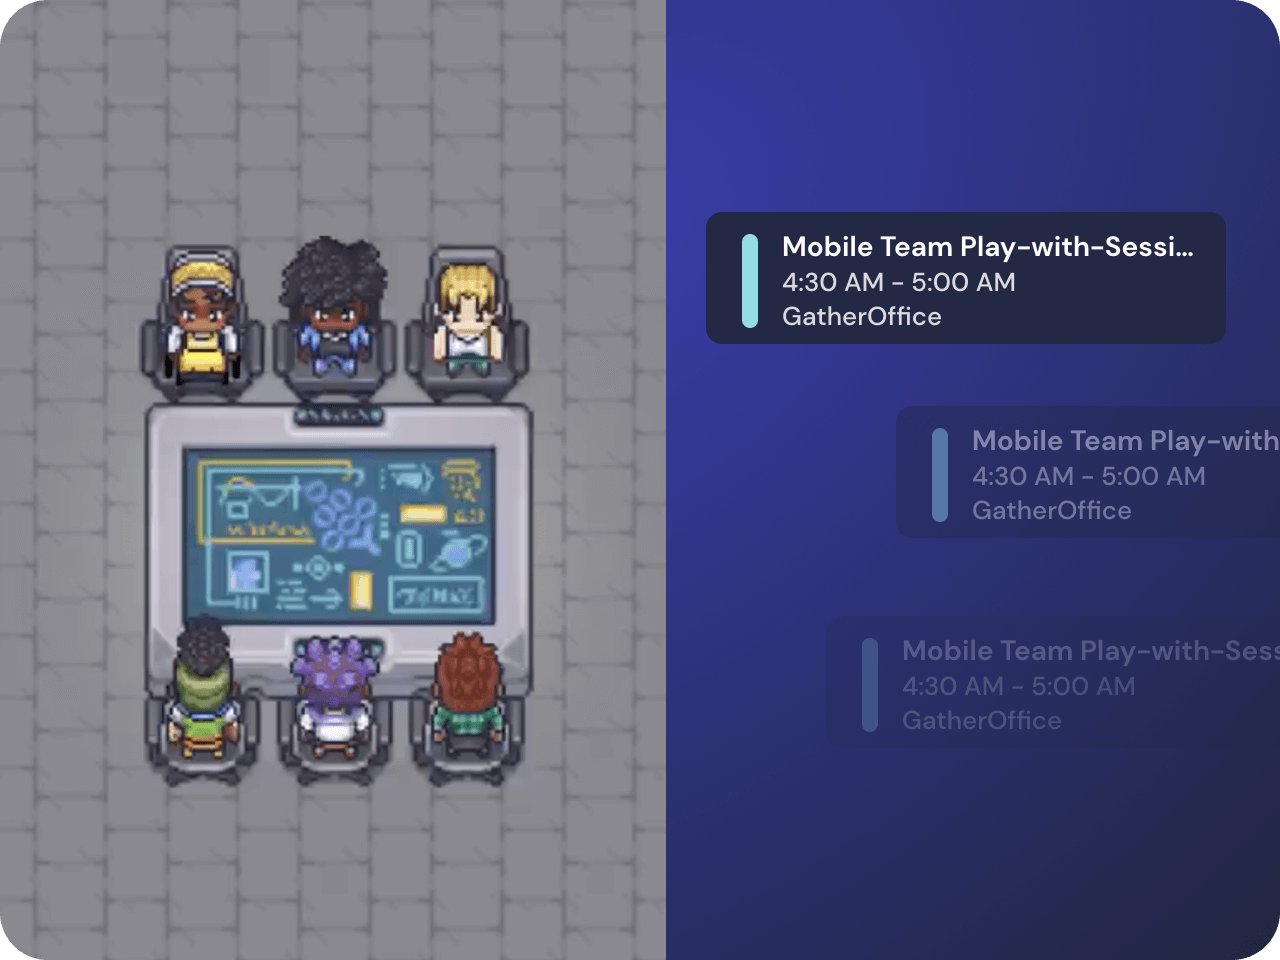 Mobile Team Play-with-Sessi...
4:30 AM - 5:00 AM
GatherOffice
Mobile Team Play-with
4:30 AM - 5:00 AM
GatherOffice
Mobile Team Play-with-Sess
4:30 AM - 5:00 AM
GatherOffice